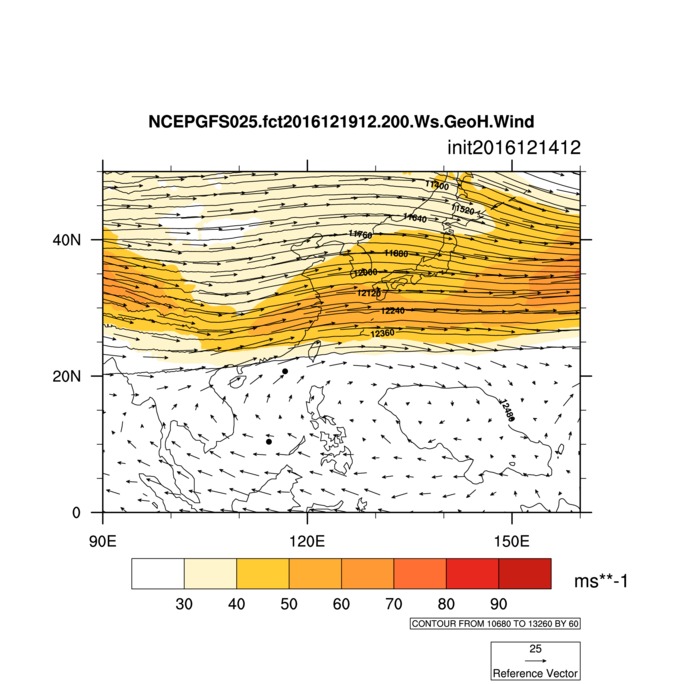 NCEPGFS025.fct2016121912.200.Ws.GeoH.Wind
init2016121412
11400
11520
11640
11760
11880
12000
12120
12240
12360
12480
40N
20N
0
90E 120E 150E
ms**-1
30 40 50 60 70 80 90
CONTOUR FROM 10680 TO 13260 BY 60
25
Reference Vector